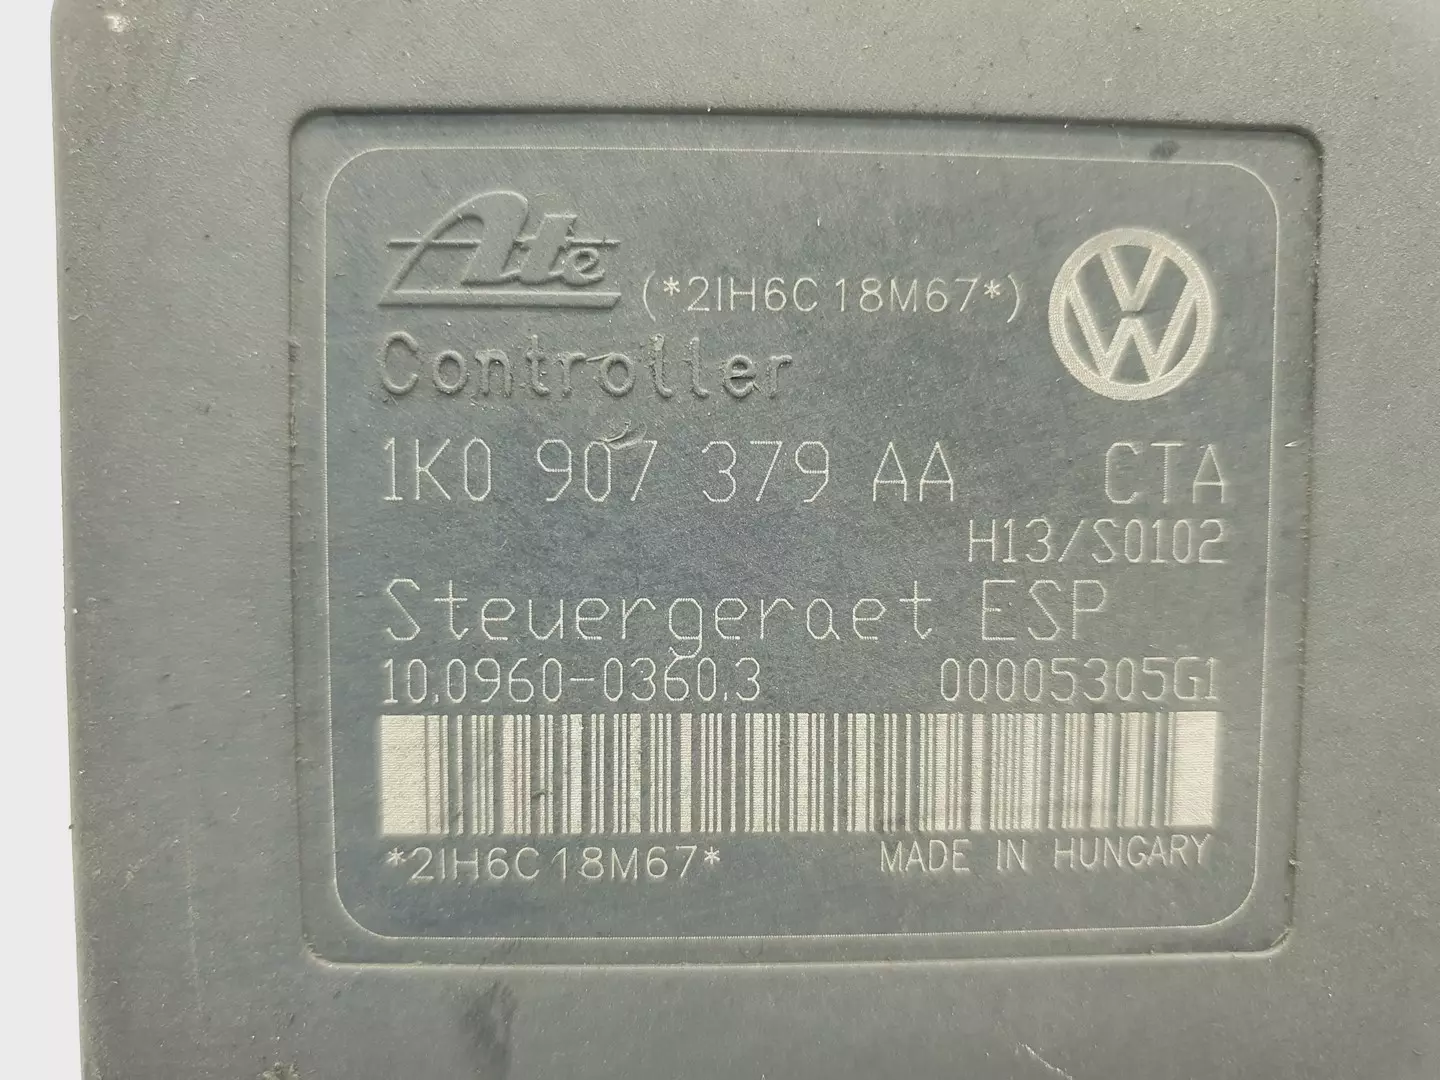 Ate (*2IH6C18M67*)
Controller
1K0 907 379 AA CTA
H13/S0102
Steuergeraet ESP
10.0960-0360.3 00005305G1
*2IH6C18M67* MADE IN HUNGARY